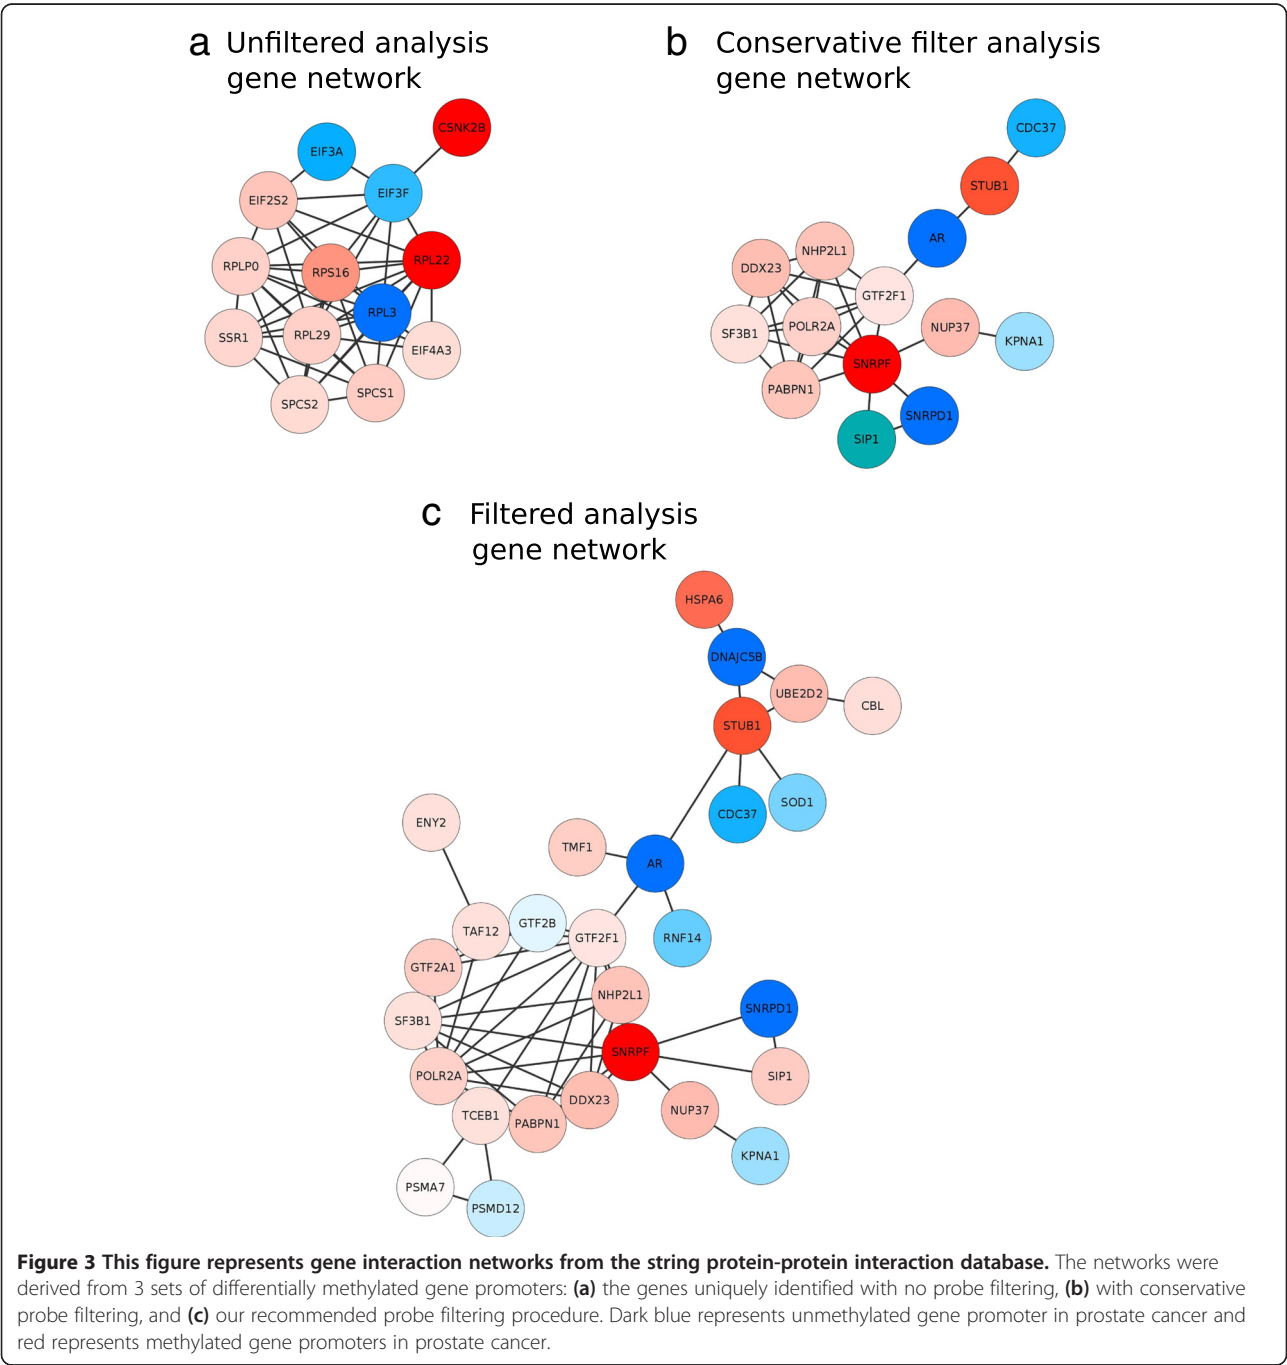 a Unfiltered analysis
gene network
CSNK2B
EIF3A
EIF3F
EIF2S2
RPLP0
RPS16
RPL22
RPL3
SSR1
RPL29
EIF4A3
SPCS2
SPCS1
b Conservative filter analysis
gene network
CDC37
STUB1
AR
NHP2L1
DDX23
GTF2F1
SF3B1
POLR2A
NUP37
KPNA1
SNRPF
PABPN1
SNRPD1
SIP1
c Filtered analysis
gene network
HSPA6
DNAJC5B
UBE2D2
CBL
STUB1
CDC37
SOD1
ENY2
TMF1
AR
TAF12
GTF2B
GTF2F1
RNF14
GTF2A1
NHP2L1
SF3B1
SNRPD1
SNRPF
POLR2A
SIP1
DDX23
TCEB1
PABPN1
NUP37
KPNA1
PSMA7
PSMD12
Figure 3 This figure represents gene interaction networks from the string protein-protein interaction database. The networks were
derived from 3 sets of differentially methylated gene promoters: (a) the genes uniquely identified with no probe filtering, (b) with conservative
probe filtering, and (c) our recommended probe filtering procedure. Dark blue represents unmethylated gene promoter in prostate cancer and
red represents methylated gene promoters in prostate cancer.